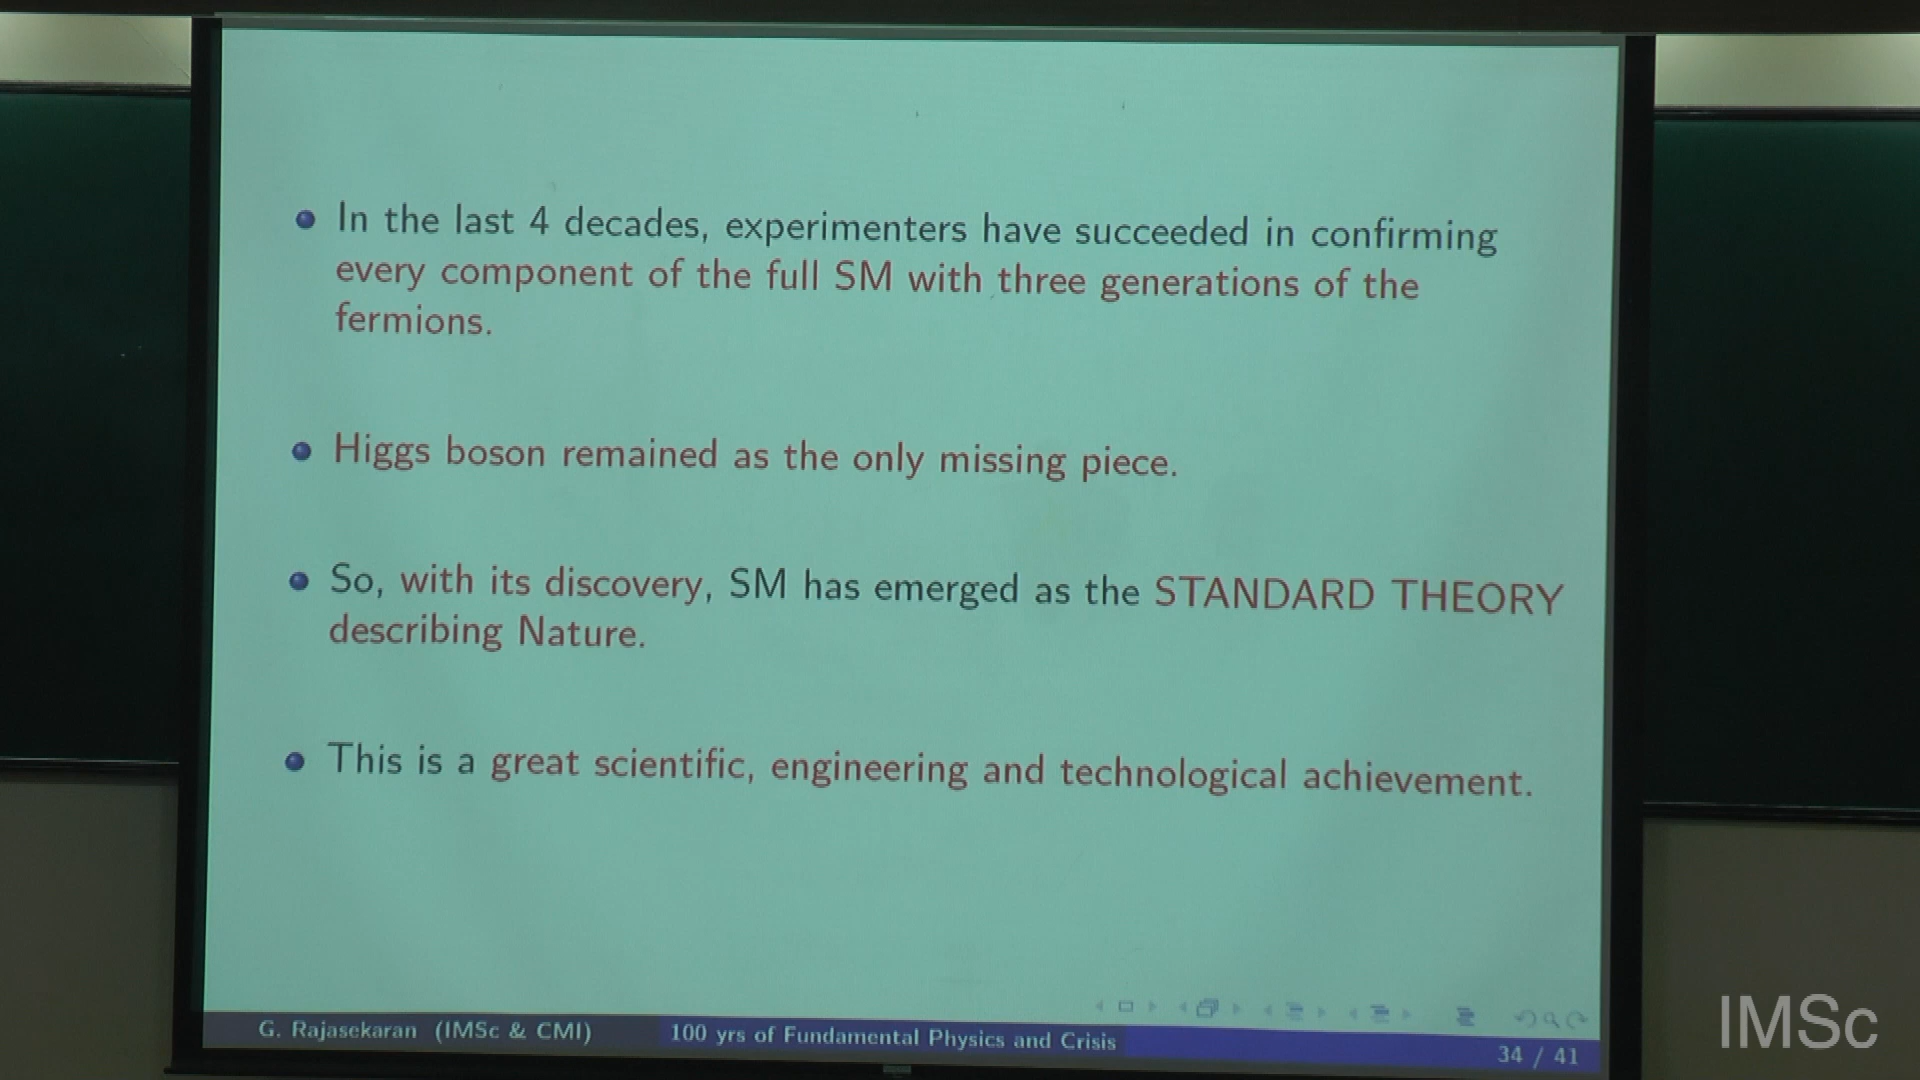 In the last 4 decades, experimenters have succeeded in confirming
every component of the full SM with three generations of the
fermions.
Higgs boson remained as the only missing piece.
So, with its discovery, SM has emerged as the STANDARD THEORY
describing Nature.
This is a great scientific, engineering and technological achievement.
G. Rajasekaran (IMSc & CMI)
100 yrs of Fundamental Physics and Crisis
34 / 41
IMSc